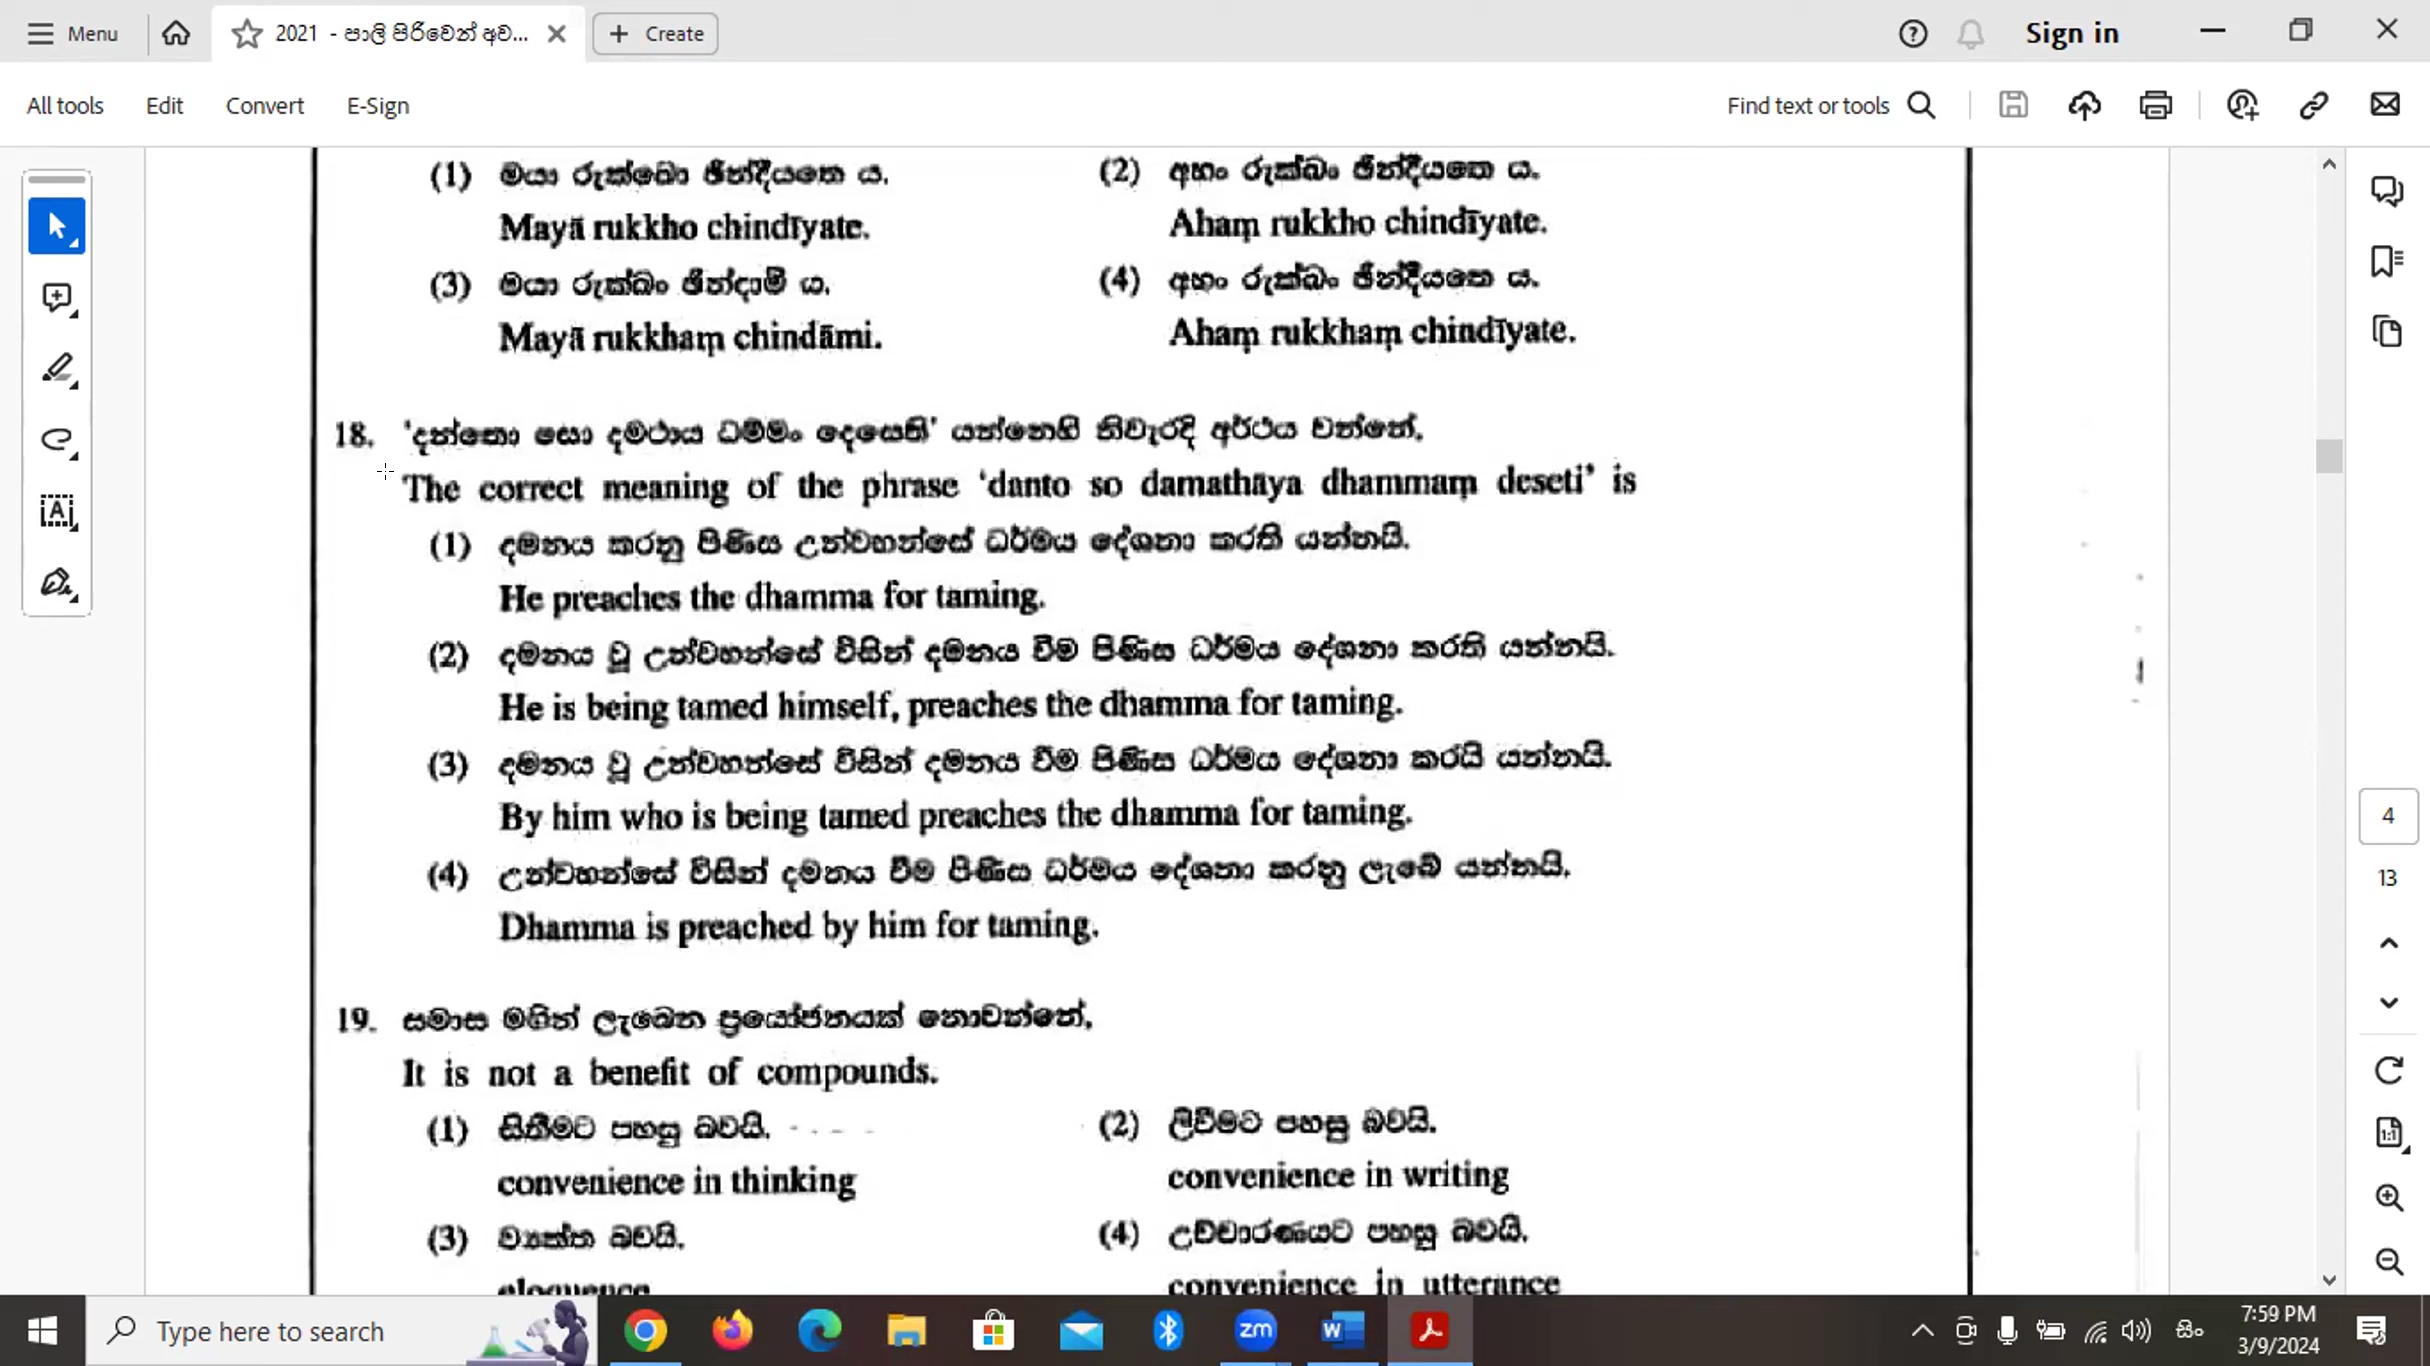 Menu
2021 - පාලි පිරිවෙන් අව...
Create
Sign in
All tools
Edit
Convert
E-Sign
Find text or tools
(1) මයා රුක්ඛො ඡින්දීයතෙ ය.
(2) අහං රුක්ඛං ඡින්දීයතෙ ය.
Mayā rukkho chindīyate.
Ahaṃ rukkho chindīyate.
(3) මයා රුක්ඛං ඡින්දාමි ය.
(4) අහං රුක්ඛං ඡින්දීයතෙ ය.
Mayā rukkhaṃ chindāmi.
Ahaṃ rukkhaṃ chindīyate.
18. 'දන්තො සො දමථාය ධම්මං දෙසෙති' යන්නෙහි නිවැරදි අර්ථය වන්නේ,
The correct meaning of the phrase 'danto so damathāya dhammaṃ deseti' is
(1) දමනය කරනු පිණිස උන්වහන්සේ ධර්මය දේශනා කරති යන්නයි.
He preaches the dhamma for taming.
(2) දමනය වූ උන්වහන්සේ විසින් දමනය වීම පිණිස ධර්මය දේශනා කරති යන්නයි.
He is being tamed himself, preaches the dhamma for taming.
(3) දමනය වූ උන්වහන්සේ විසින් දමනය වීම පිණිස ධර්මය දේශනා කරයි යන්නයි.
By him who is being tamed preaches the dhamma for taming.
(4) උන්වහන්සේ විසින් දමනය වීම පිණිස ධර්මය දේශනා කරනු ලැබේ යන්නයි.
Dhamma is preached by him for taming.
19. සමාස මගින් ලැබෙන ප්‍රයෝජනයක් නොවන්නේ,
It is not a benefit of compounds.
(1) සිතීමට පහසු බවයි.
(2) ලිවීමට පහසු බවයි.
convenience in thinking
convenience in writing
(3) ව්‍යක්ත බවයි.
(4) උච්චාරණයට පහසු බවයි.
eloquence
convenience in utterance
4
13
Type here to search
zm
සිං
7:59 PM
3/9/2024